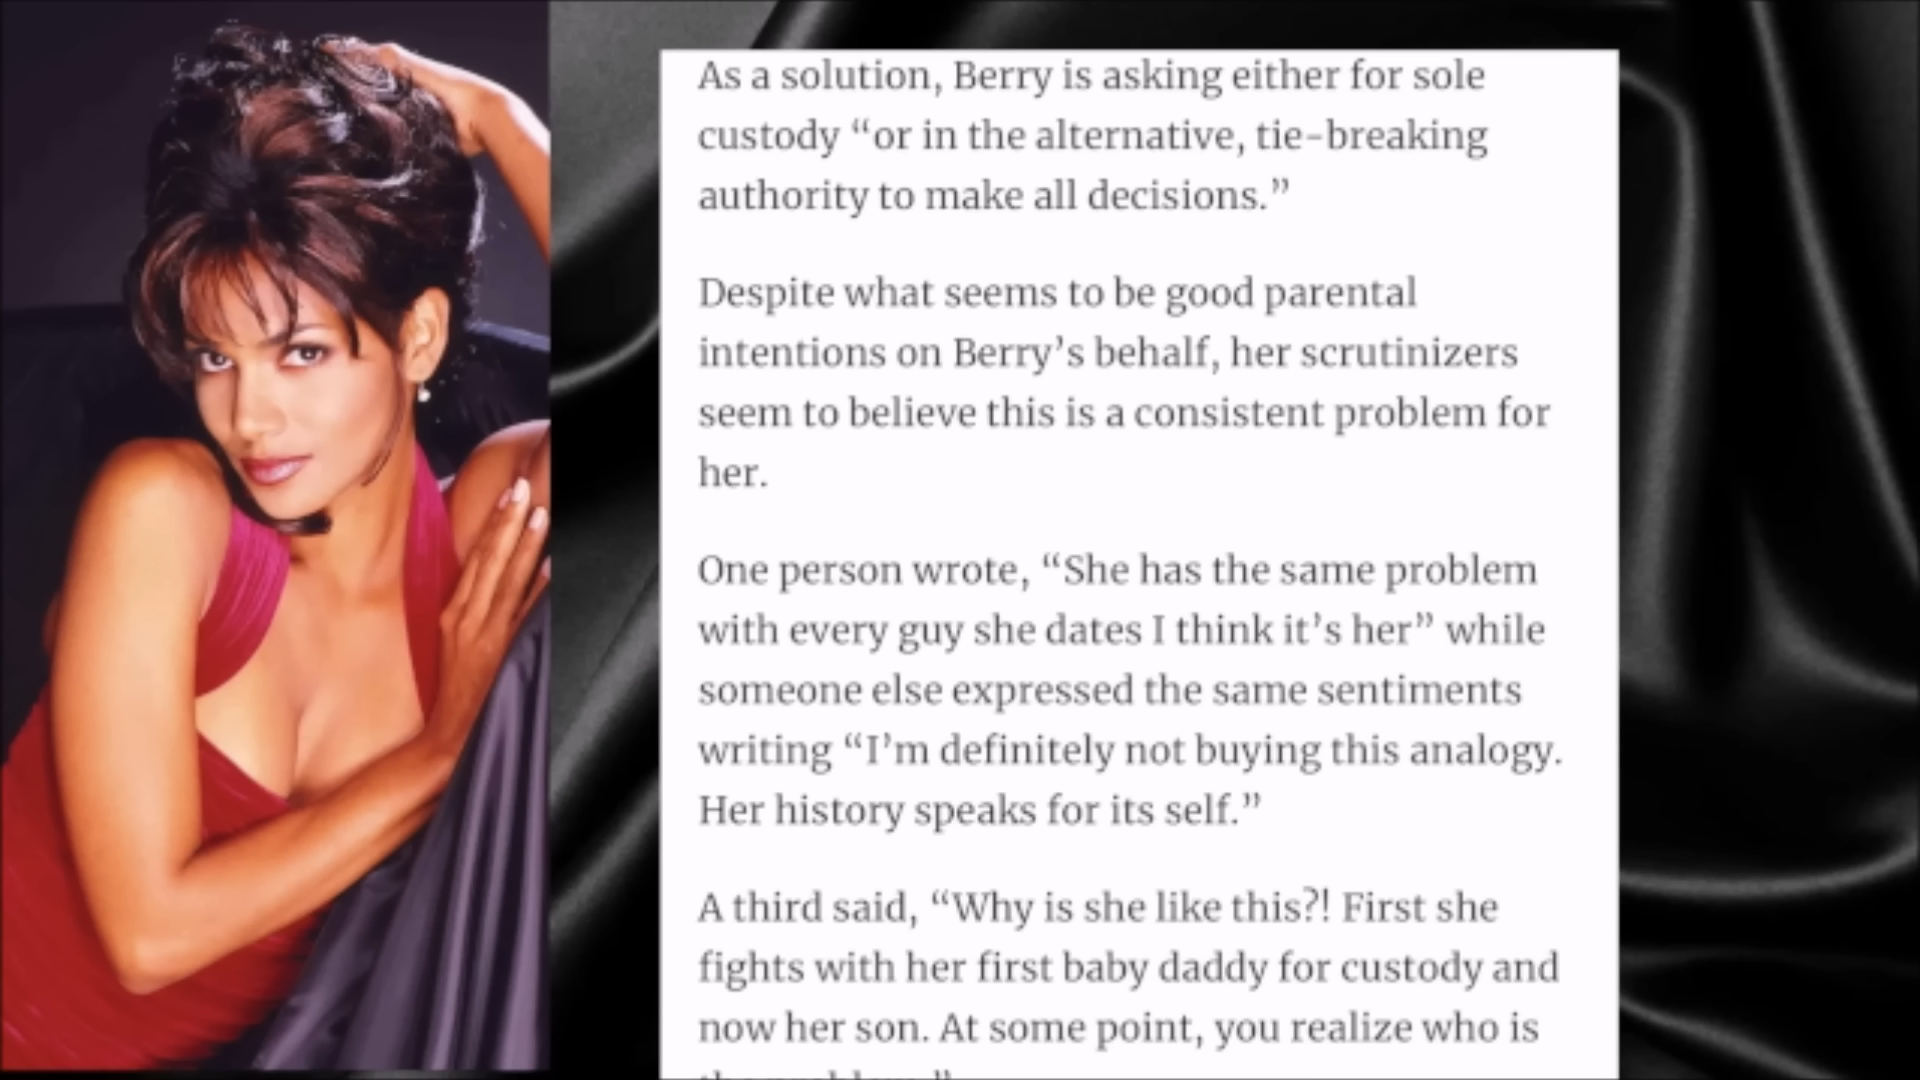 As a solution, Berry is asking either for sole
custody “or in the alternative, tie-breaking
authority to make all decisions.”
Despite what seems to be good parental
intentions on Berry’s behalf, her scrutinizers
seem to believe this is a consistent problem for
her.
One person wrote, “She has the same problem
with every guy she dates I think it’s her” while
someone else expressed the same sentiments
writing “I’m definitely not buying this analogy.
Her history speaks for its self.”
A third said, “Why is she like this?! First she
fights with her first baby daddy for custody and
now her son. At some point, you realize who is